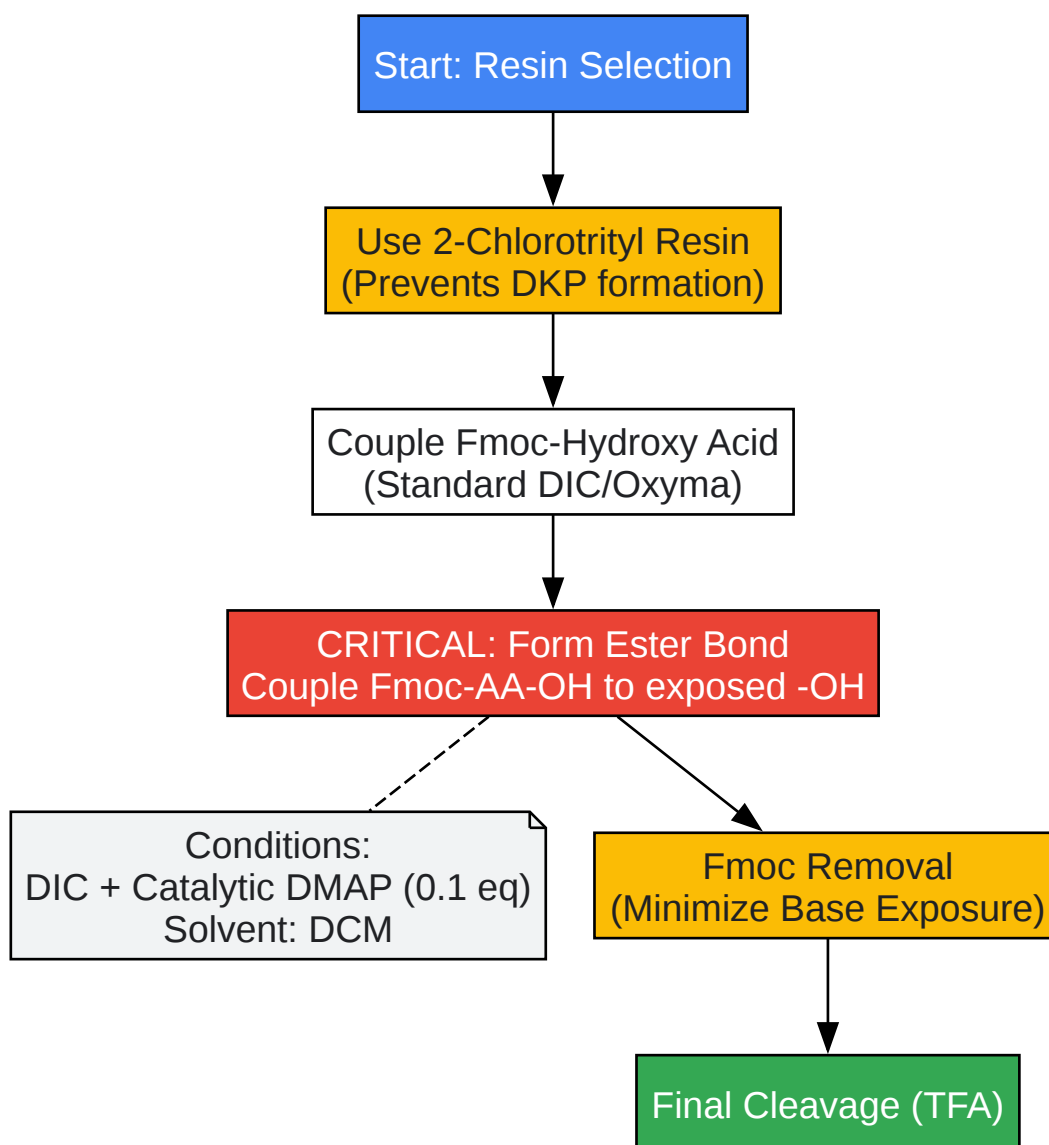 Start: Resin Selection
Use 2-Chlorotrityl Resin
(Prevents DKP formation)
Couple Fmoc-Hydroxy Acid
(Standard DIC/Oxyma)
CRITICAL: Form Ester Bond
Couple Fmoc-AA-OH to exposed -OH
Conditions:
DIC + Catalytic DMAP (0.1 eq)
Solvent: DCM
Fmoc Removal
(Minimize Base Exposure)
Final Cleavage (TFA)